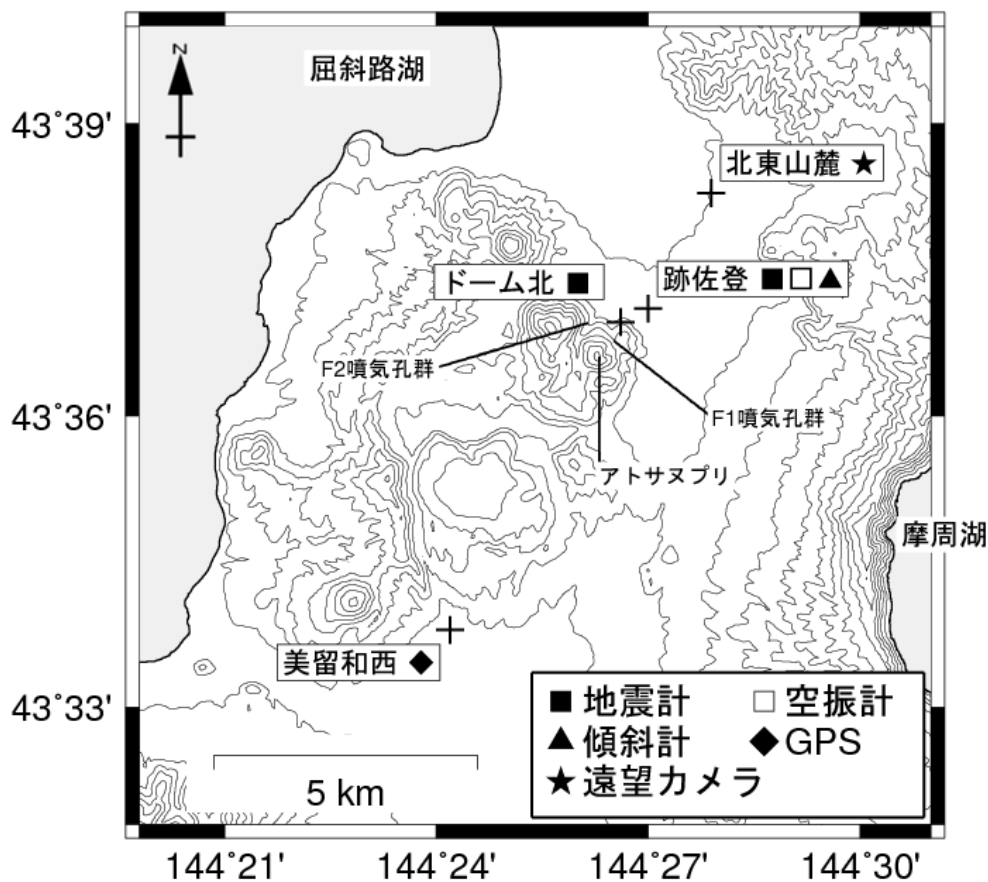 屈斜路湖
N
43°39'
北東山麓 ★
跡佐登 ■□▲
ドーム北 ■
F2噴気孔群
43°36'
F1噴気孔群
アトサヌプリ
摩周湖
美留和西 ◆
43°33'
■ 地震計 □ 空振計
▲ 傾斜計 ◆ GPS
★ 遠望カメラ
5 km
144°21' 144°24' 144°27' 144°30'